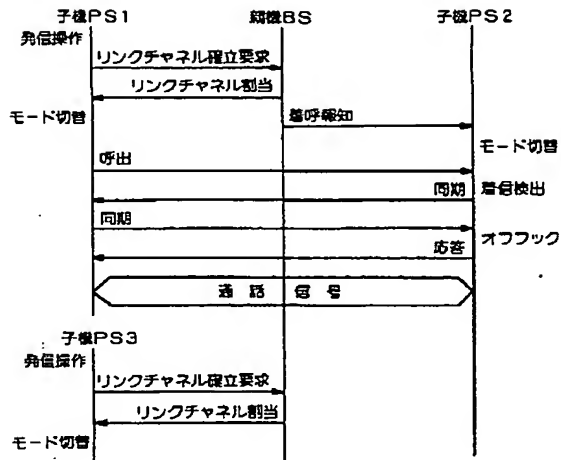 子機PS1 親機BS 子機PS2
発信操作
リンクチャネル確立要求
リンクチャネル割当
モード切替
着呼報知
モード切替
呼出
同期 着信検出
同期
オフフック
応答
通話信号
子機PS3
発信操作
リンクチャネル確立要求
リンクチャネル割当
モード切替